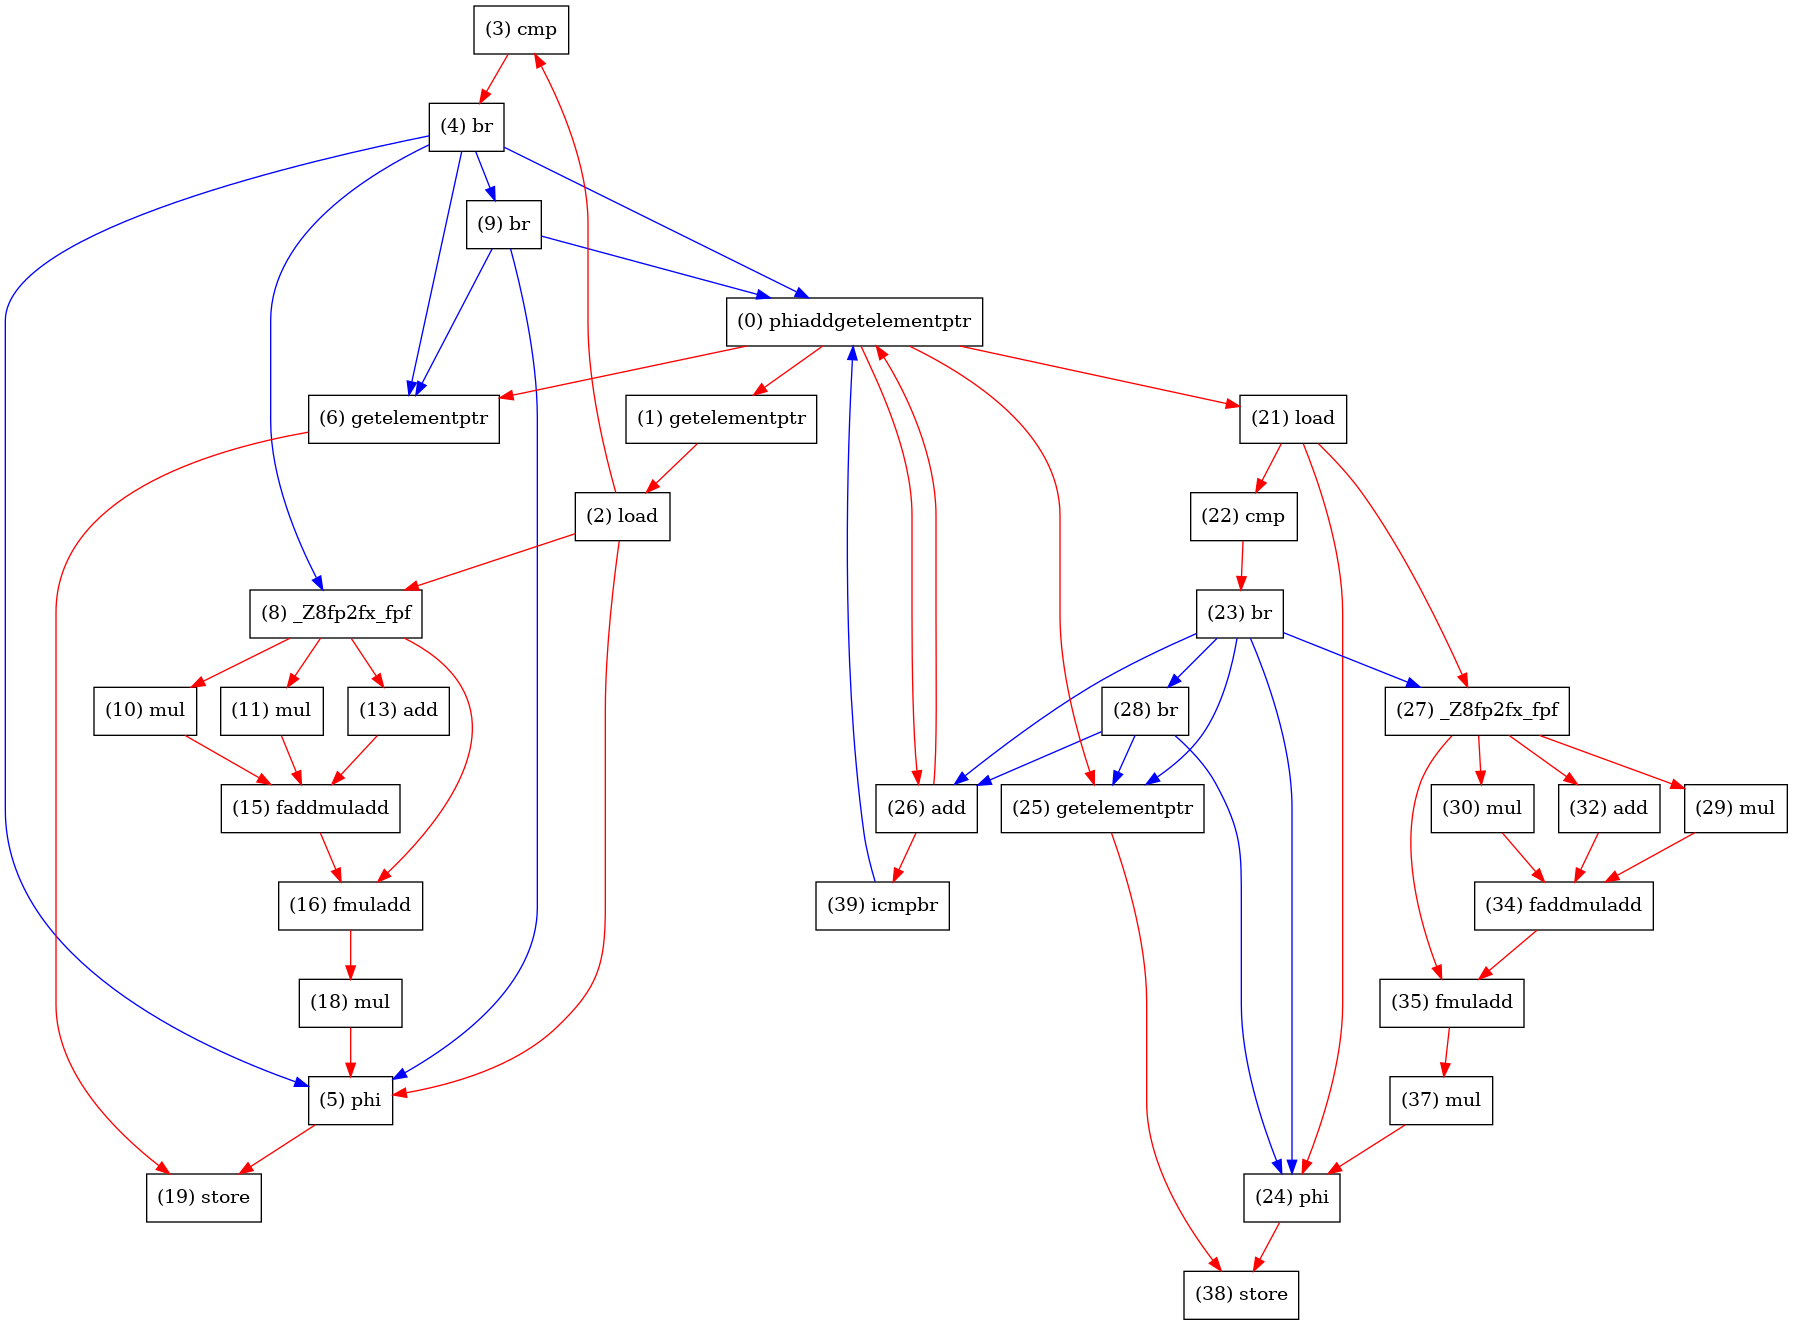 (3) cmp
(4) br
(9) br
(0) phiaddgetelementptr
(6) getelementptr
(1) getelementptr
(21) load
(2) load
(22) cmp
(8) _Z8fp2fx_fpf
(23) br
(10) mul
(11) mul
(13) add
(28) br
(27) _Z8fp2fx_fpf
(15) faddmuladd
(26) add
(25) getelementptr
(30) mul
(32) add
(29) mul
(16) fmuladd
(39) icmpbr
(34) faddmuladd
(18) mul
(35) fmuladd
(5) phi
(37) mul
(19) store
(24) phi
(38) store